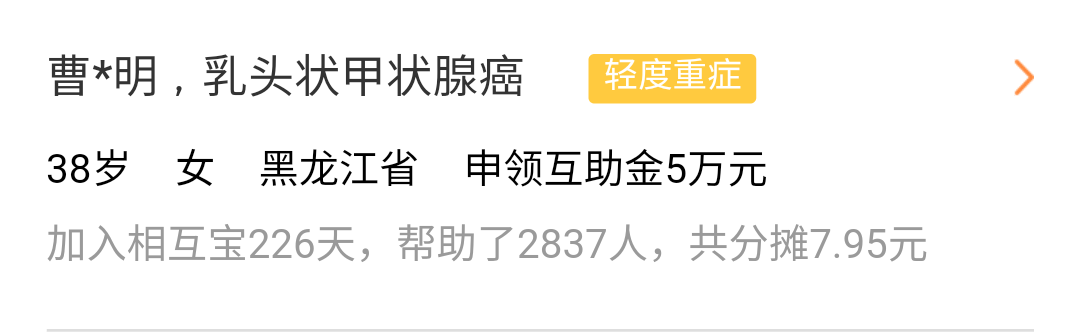 曹*明，乳头状甲状腺癌 轻度重症
38岁 女 黑龙江省 申领互助金5万元
加入相互宝226天，帮助了2837人，共分摊7.95元